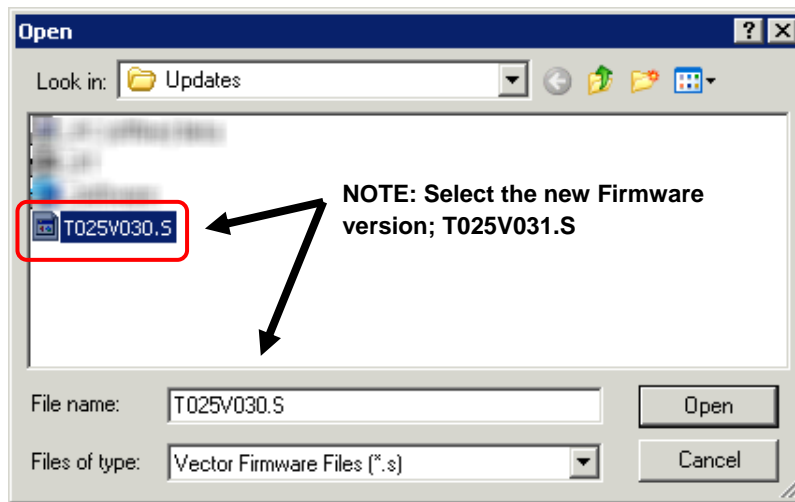 Open
Look in: Updates
NOTE: Select the new Firmware
version; T025V031.S
T025V030.S
File name: T025V030.S Open
Files of type: Vector Firmware Files (*.s) Cancel